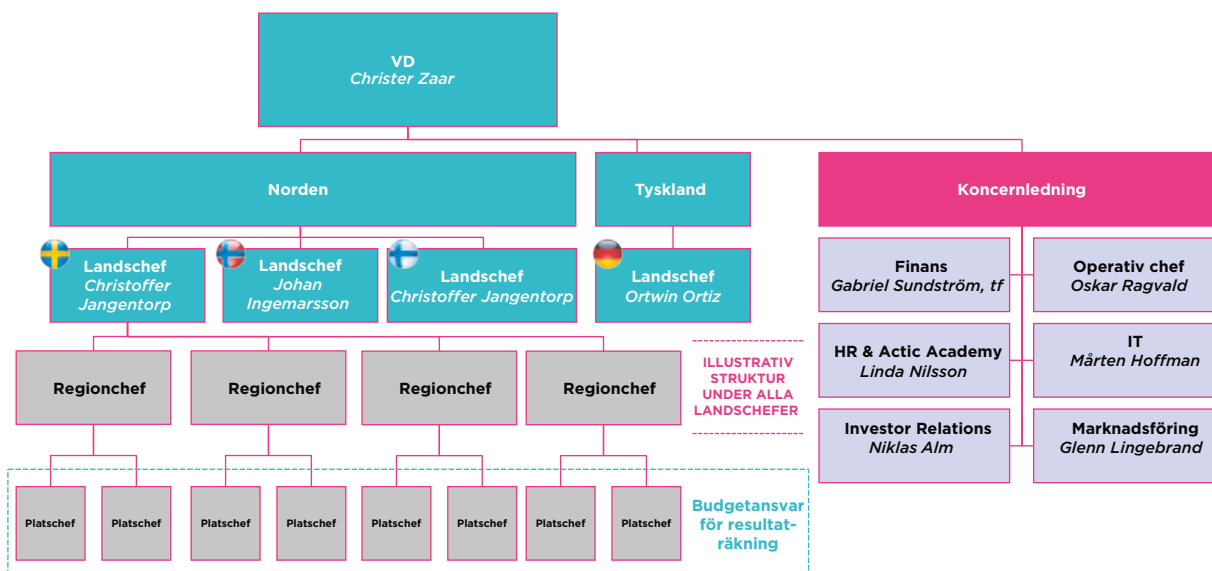 VD
Christer Zaar
Norden
Tyskland
Koncernledning
Landschef
Christoffer
Jangentorp
Landschef
Johan
Ingemarsson
Landschef
Christoffer Jangentorp
Landschef
Ortwin Ortiz
Finans
Gabriel Sundström, tf
Operativ chef
Oskar Ragvald
HR & Actic Academy
Linda Nilsson
IT
Mårten Hoffman
Investor Relations
Niklas Alm
Marknadsföring
Glenn Lingebrand
Regionchef
Regionchef
Regionchef
Regionchef
ILLUSTRATIV
STRUKTUR
UNDER ALLA
LANDSCHEFER
Platschef
Platschef
Platschef
Platschef
Platschef
Platschef
Platschef
Platschef
Budgetansvar
för resultat-
räkning